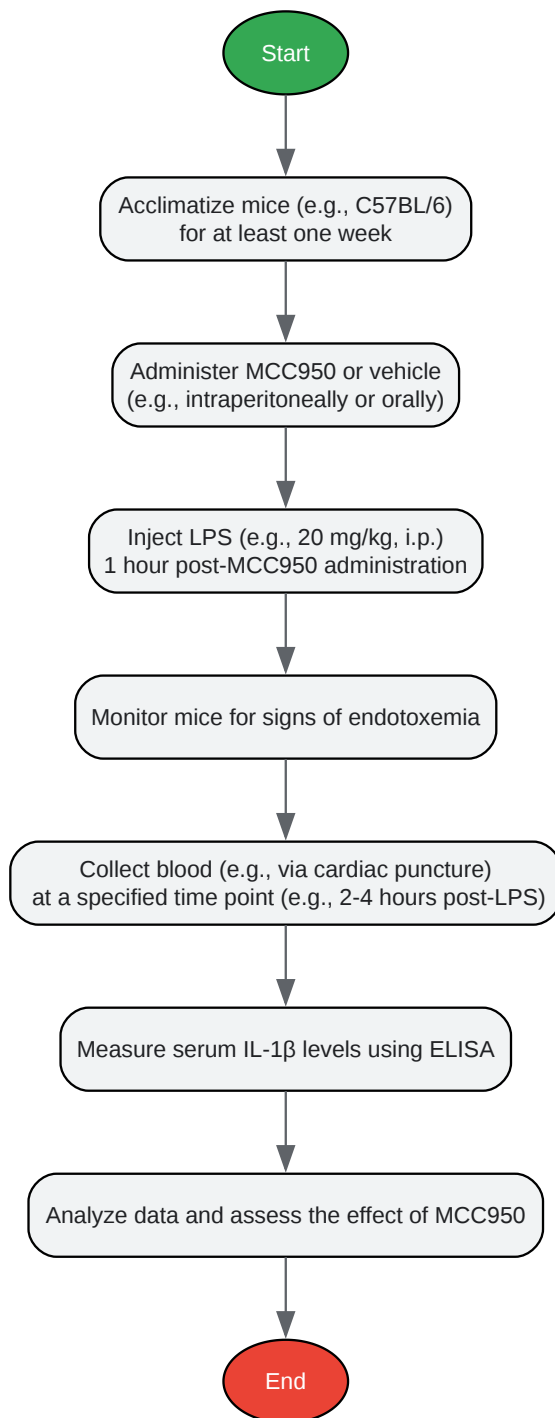 Start
Acclimatize mice (e.g., C57BL/6)
for at least one week
Administer MCC950 or vehicle
(e.g., intraperitoneally or orally)
Inject LPS (e.g., 20 mg/kg, i.p.)
1 hour post-MCC950 administration
Monitor mice for signs of endotoxemia
Collect blood (e.g., via cardiac puncture)
at a specified time point (e.g., 2-4 hours post-LPS)
Measure serum IL-1β levels using ELISA
Analyze data and assess the effect of MCC950
End